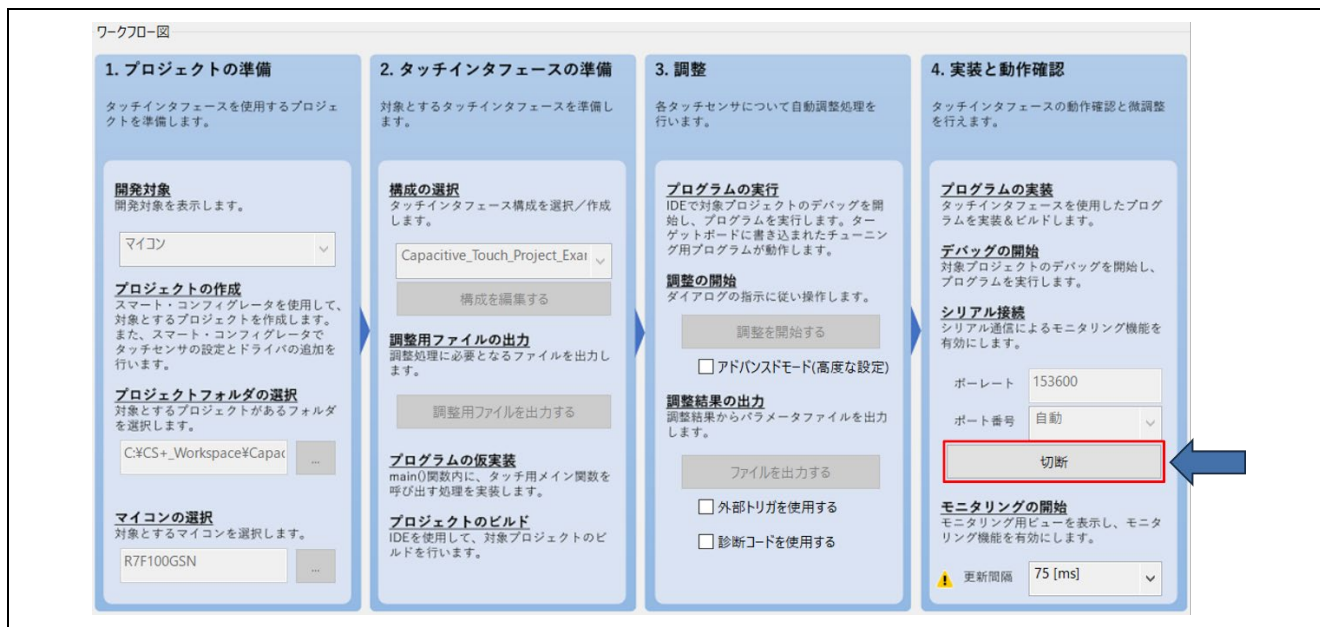 ワークフロー図
1. プロジェクトの準備
タッチインタフェースを使用するプロジェ
クトを準備します。
開発対象
開発対象を表示します。
マイコン
プロジェクトの作成
スマート・コンフィグレータを使用して、
対象とするプロジェクトを作成します。
また、スマート・コンフィグレータで
タッチセンサの設定とドライバの追加を
行います。
プロジェクトフォルダの選択
対象とするプロジェクトがあるフォルダ
を選択します。
C:¥CS+_Workspace¥Capac
...
マイコンの選択
対象とするマイコンを選択します。
R7F100GSN
...
2. タッチインタフェースの準備
対象とするタッチインタフェースを準備し
ます。
構成の選択
タッチインタフェース構成を選択／作成
します。
Capacitive_Touch_Project_Exar
構成を編集する
調整用ファイルの出力
調整処理に必要となるファイルを出力し
ます。
調整用ファイルを出力する
プログラムの仮実装
main()関数内に、タッチ用メイン関数を
呼び出す処理を実装します。
プロジェクトのビルド
IDEを使用して、対象プロジェクトのビ
ルドを行います。
3. 調整
各タッチセンサについて自動調整処理を
行います。
プログラムの実行
IDEで対象プロジェクトのデバッグを開
始し、プログラムを実行します。ター
ゲットボードに書き込まれたチューニン
グ用プログラムが動作します。
調整の開始
ダイアログの指示に従い操作します。
調整を開始する
アドバンスドモード(高度な設定)
調整結果の出力
調整結果からパラメータファイルを出力
します。
ファイルを出力する
外部トリガを使用する
診断コードを使用する
4. 実装と動作確認
タッチインタフェースの動作確認と微調整
を行えます。
プログラムの実装
タッチインタフェースを使用したプログ
ラムを実装&ビルドします。
デバッグの開始
対象プロジェクトのデバッグを開始し、
プログラムを実行します。
シリアル接続
シリアル通信によるモニタリング機能を
有効にします。
ボーレート 153600
ポート番号 自動
切断
モニタリングの開始
モニタリング用ビューを表示し、モニタ
リング機能を有効にします。
更新間隔 75 [ms]